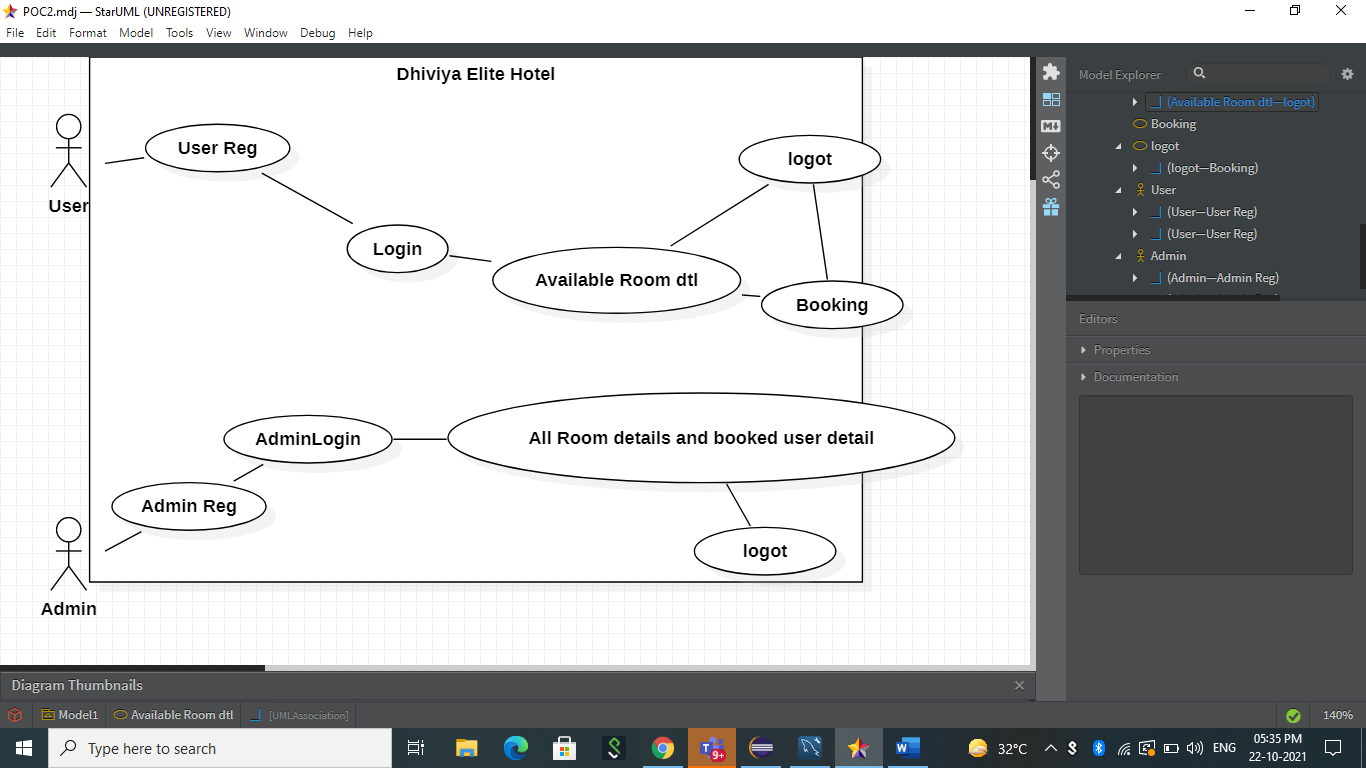 POC2.mdj — StarUML (UNREGISTERED)
File Edit Format Model Tools View Window Debug Help
Dhiviya Elite Hotel
User Reg
logot
User
Login
Available Room dtl
Booking
AdminLogin
All Room details and booked user detail
Admin Reg
logot
Admin
Model Explorer
(Available Room dtl—logot)
Booking
logot
(logot—Booking)
User
(User—User Reg)
(User—User Reg)
Admin
(Admin—Admin Reg)
Editors
Properties
Documentation
Diagram Thumbnails
Model1 Available Room dtl [UMLAssociation] 140%
Type here to search
9+
32°C
ENG
05:35 PM
22-10-2021